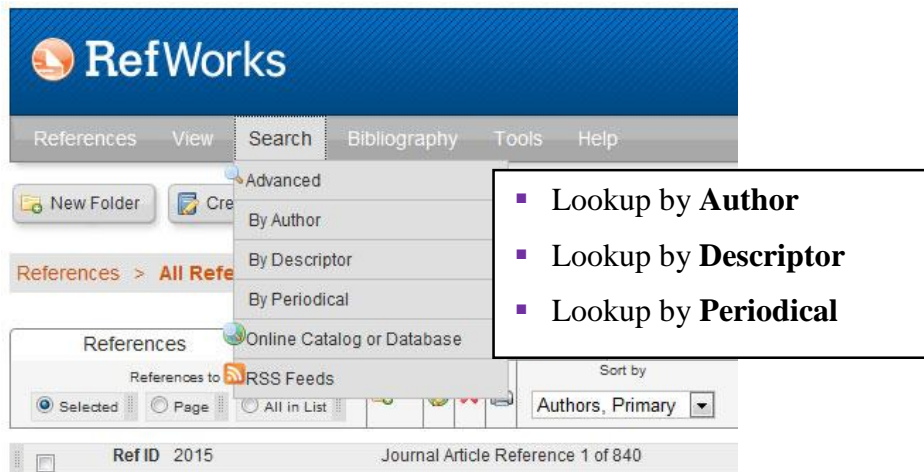 RefWorks
References View Search Bibliography Tools Help
Advanced
New Folder Cre
By Author
By Descriptor
References > All Refe
By Periodical
Online Catalog or Database
References
References to
RSS Feeds
Selected Page All in List
Sort by
Authors, Primary
Ref ID 2015 Journal Article Reference 1 of 840
▪ Lookup by Author
▪ Lookup by Descriptor
▪ Lookup by Periodical